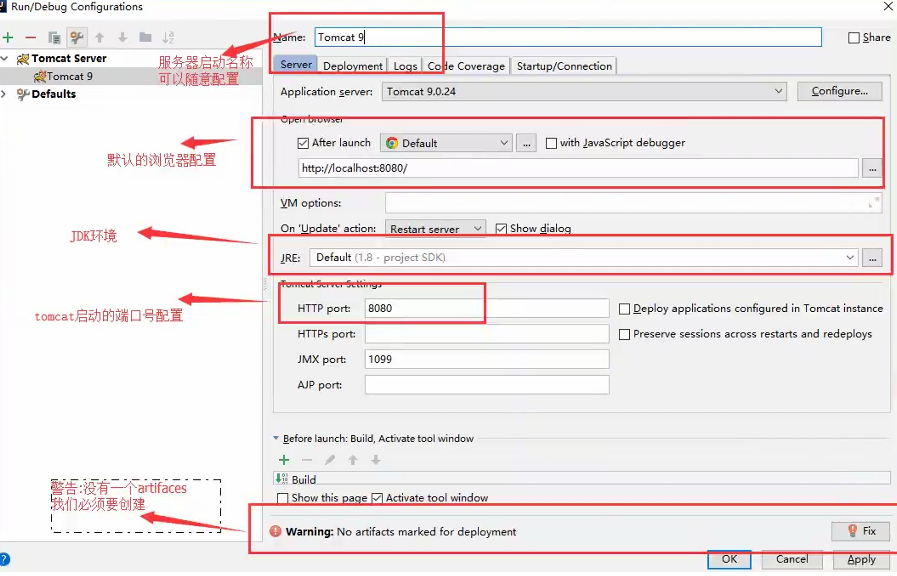 Run/Debug Configurations
Name: Tomcat 9
Share
服务器启动名称
可以随意配置
Tomcat Server
Tomcat 9
Defaults
Server Deployment Logs Code Coverage Startup/Connection
Application server: Tomcat 9.0.24 Configure...
Open browser
After launch Default ... with JavaScript debugger
默认的浏览器配置
http://localhost:8080/ ...
VM options:
On 'Update' action: Restart server Show dialog
JDK环境
JRE: Default (1.8 - project SDK) ...
Tomcat Server Settings
tomcat启动的端口号配置
HTTP port: 8080 Deploy applications configured in Tomcat instance
HTTPs port: Preserve sessions across restarts and redeploys
JMX port: 1099
AJP port:
Before launch: Build, Activate tool window
Build
警告:没有一个artifaces
我们必须要创建
Show this page Activate tool window
Warning: No artifacts marked for deployment Fix
OK Cancel Apply